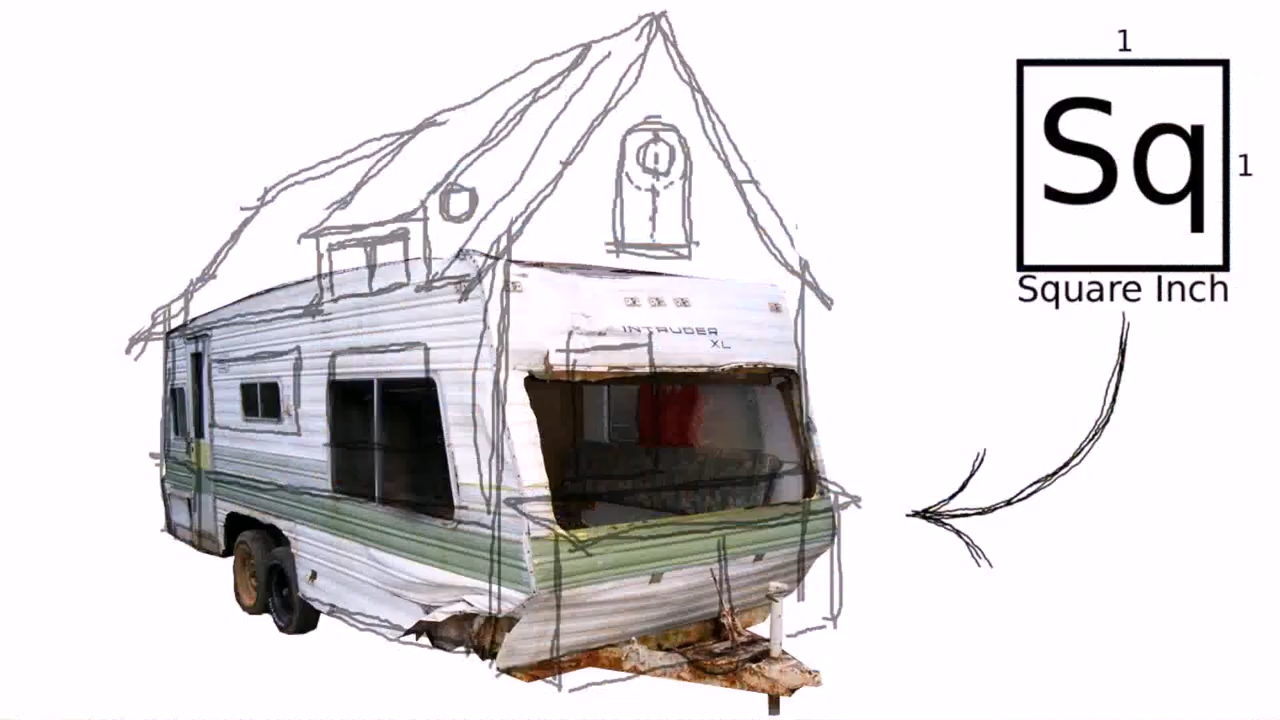 1
Sq
1
Square Inch
INTRUDER
XL